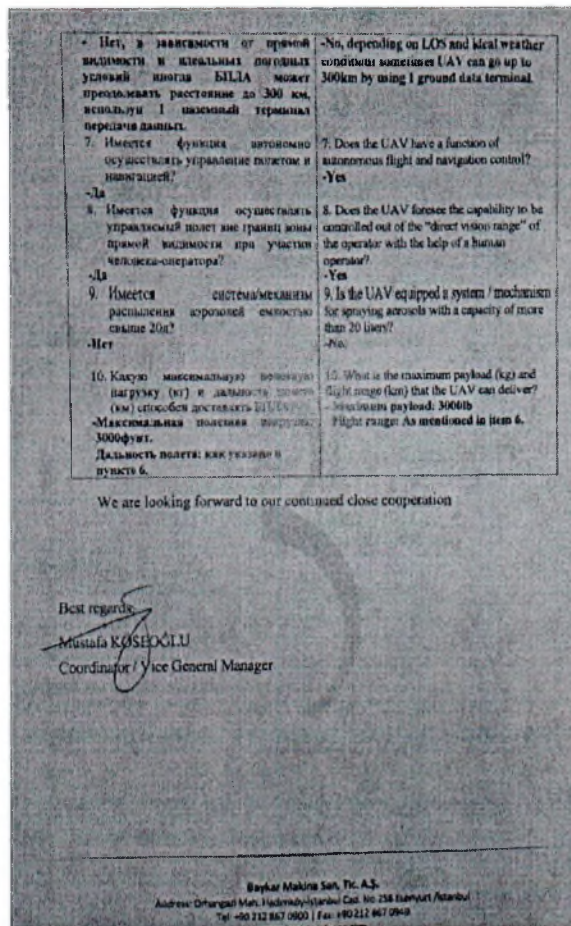 - Нет, в зависимости от прямой
видимости и идеальных погодных
условий иногда БПЛА может
преодолевать расстояние до 300 км,
используя 1 наземный терминал
передачи данных.
7. Имеется функция автономно
осуществлять управление полетом и
навигацией?
-Да
8. Имеется функция осуществлять
управляемый полет вне границ зоны
прямой видимости при участии
человека-оператора?
-Да
9. Имеется система/механизм
распыления аэрозолей емкостью
свыше 20л?
-Нет
10. Какую максимальную полезную
нагрузку (кг) и дальность
(км) способен доставить БПЛА
-Максимальная полезная нагрузка:
3000фунт.
Дальность полета: как указано в
пункте 6.
-No, depending on LOS and ideal weather
conditions sometimes UAV can go up to
300km by using 1 ground data terminal.
7. Does the UAV have a function of
autonomous flight and navigation control?
-Yes
8. Does the UAV foresee the capability to be
controlled out of the "direct vision range" of
the operator with the help of a human
operator?
-Yes
9. Is the UAV equipped a system / mechanism
for spraying aerosols with a capacity of more
than 20 liters?
-No.
10. What is the maximum payload (kg) and
flight range (km) that the UAV can deliver?
- Maximum payload: 3000lb
Flight range: As mentioned in item 6.
We are looking forward to our continued close cooperation
Best regards,
Mustafa KÖSEOĞLU
Coordinator / Vice General Manager
Baykar Makina San. Tic. A.Ş.
Address: Orhangazi Mah. Hadımköy-İstanbul Cad. No: 258 Esenyurt /İstanbul
Tel: +90 212 867 0900 | Fax: +90 212 867 0949